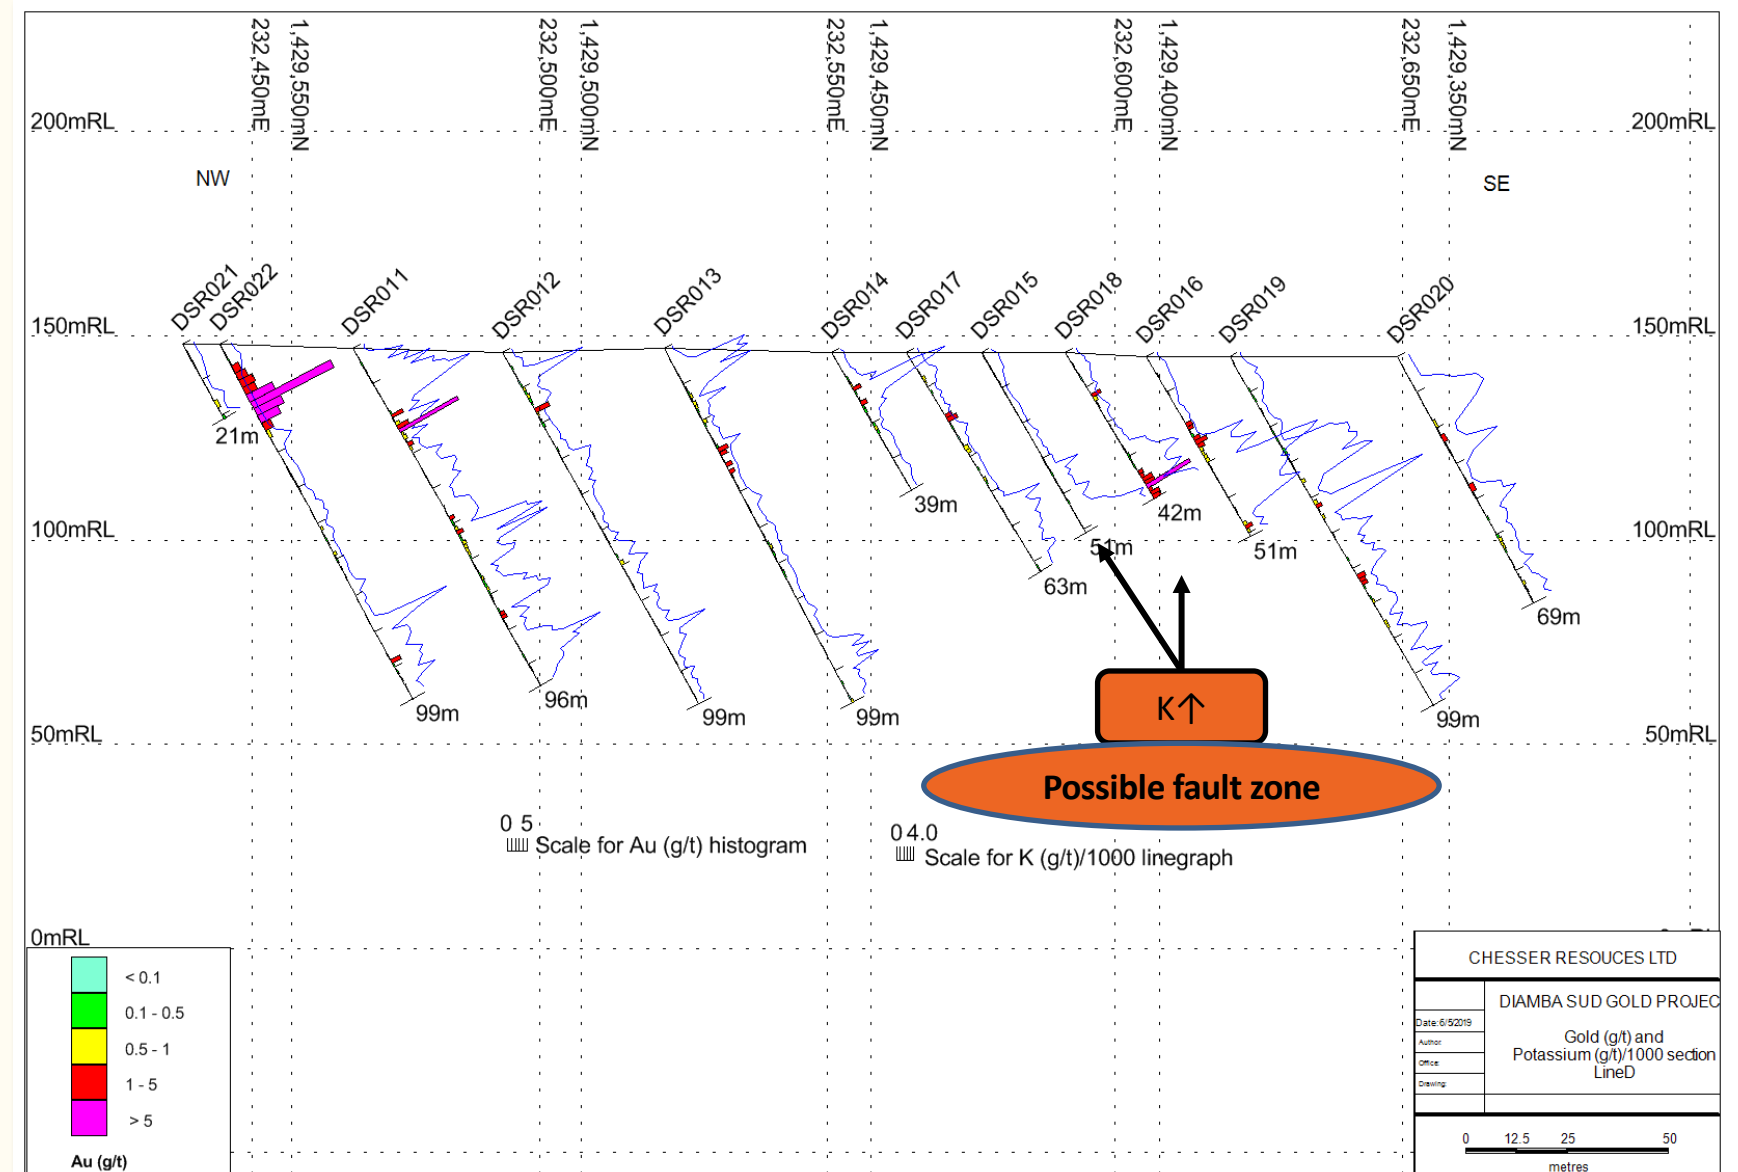 232,450mE
1,429,550mN
232,500mE
1,429,500mN
232,550mE
1,429,450mN
232,600mE
1,429,400mN
232,650mE
1,429,350mN
200mRL
200mRL
NW
SE
DSR021
DSR022
DSR011
DSR012
DSR013
DSR014
DSR017
DSR015
DSR018
DSR016
DSR019
DSR020
150mRL
150mRL
21m
39m
42m
100mRL
100mRL
51m
51m
63m
69m
99m
96m
99m
99m
99m
K↑
50mRL
50mRL
Possible fault zone
0 5
Scale for Au (g/t) histogram
0 4.0
Scale for K (g/t)/1000 linegraph
0mRL
< 0.1
0.1 - 0.5
0.5 - 1
1 - 5
> 5
Au (g/t)
CHESSER RESOUCES LTD
DIAMBA SUD GOLD PROJEC
Date:6/5/2019
Author:
Office:
Drawing:
Gold (g/t) and
Potassium (g/t)/1000 section
LineD
0 12.5 25 50
metres